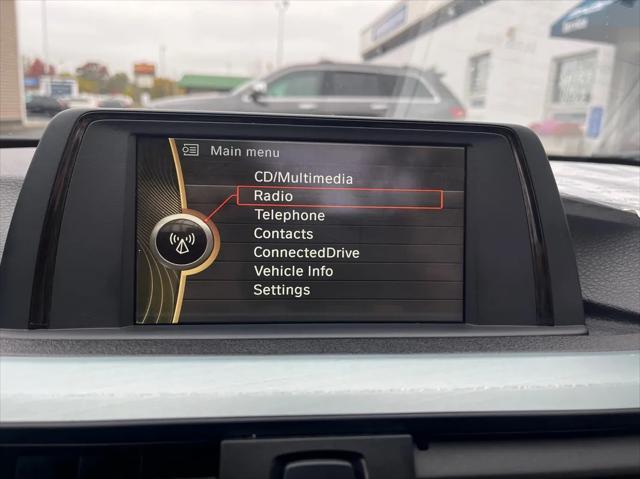 Main menu
CD/Multimedia
Radio
Telephone
Contacts
ConnectedDrive
Vehicle Info
Settings